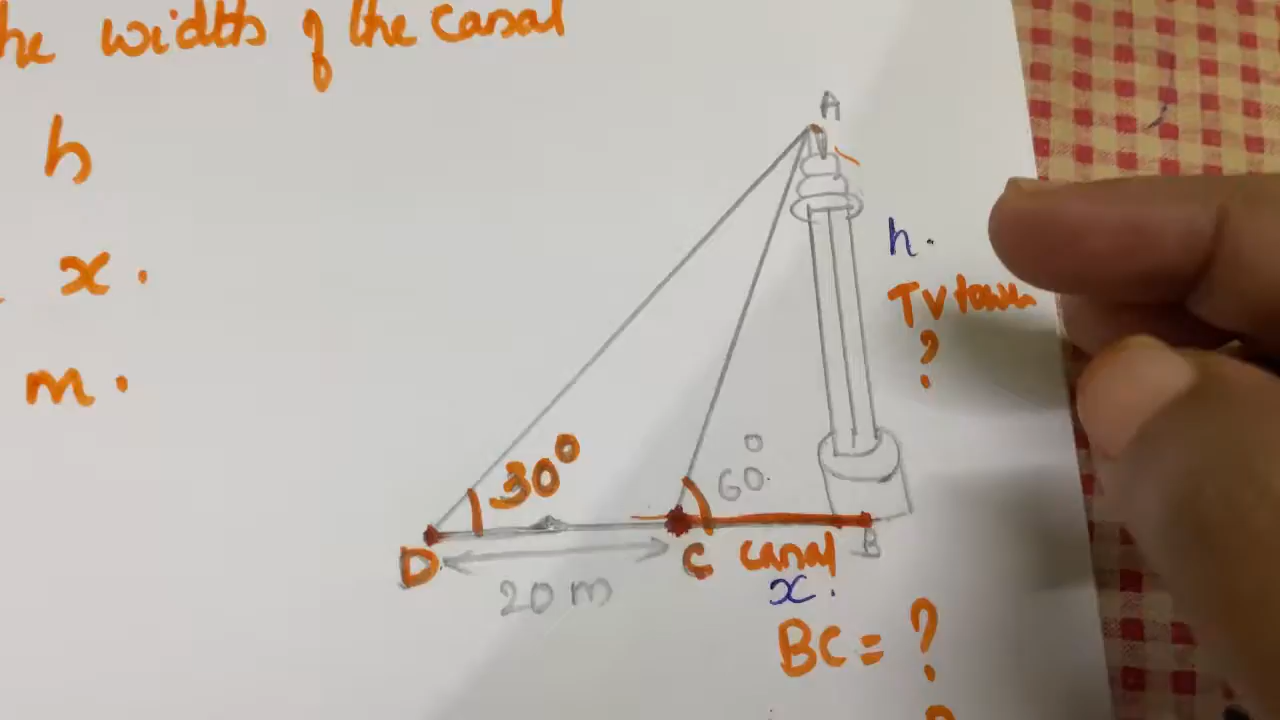 he width of the canal
h
x.
m.
A
h.
TV tower
?
30°
60°
D
C
canal
B
20 m
x.
BC = ?